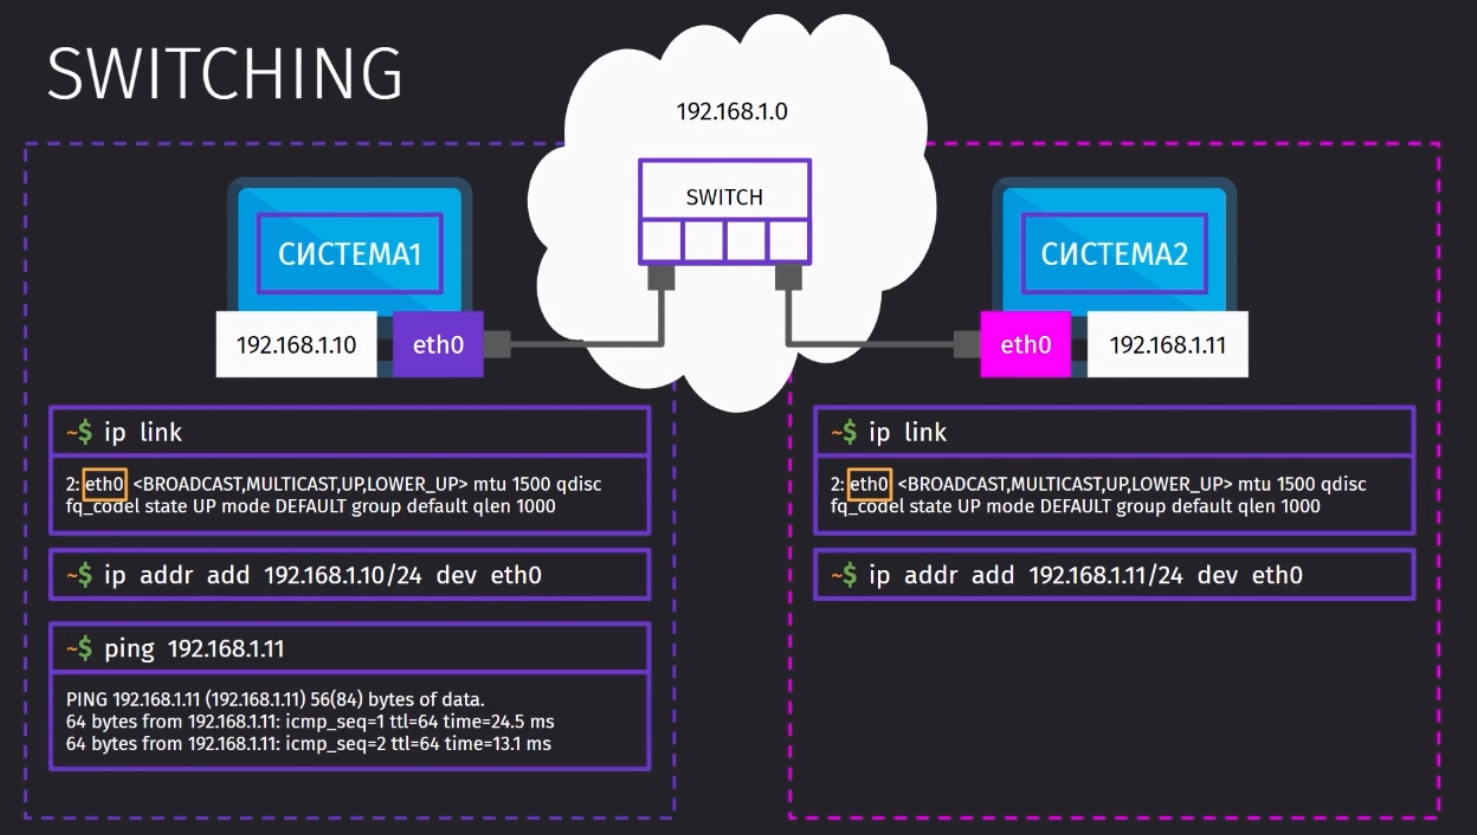 SWITCHING
192.168.1.0
SWITCH
СИСТЕМА1
192.168.1.10
eth0
СИСТЕМА2
eth0
192.168.1.11
~$ ip link
2: eth0 <BROADCAST,MULTICAST,UP,LOWER_UP> mtu 1500 qdisc
fq_codel state UP mode DEFAULT group default qlen 1000
~$ ip addr add 192.168.1.10/24 dev eth0
~$ ping 192.168.1.11
PING 192.168.1.11 (192.168.1.11) 56(84) bytes of data.
64 bytes from 192.168.1.11: icmp_seq=1 ttl=64 time=24.5 ms
64 bytes from 192.168.1.11: icmp_seq=2 ttl=64 time=13.1 ms
~$ ip link
2: eth0 <BROADCAST,MULTICAST,UP,LOWER_UP> mtu 1500 qdisc
fq_codel state UP mode DEFAULT group default qlen 1000
~$ ip addr add 192.168.1.11/24 dev eth0